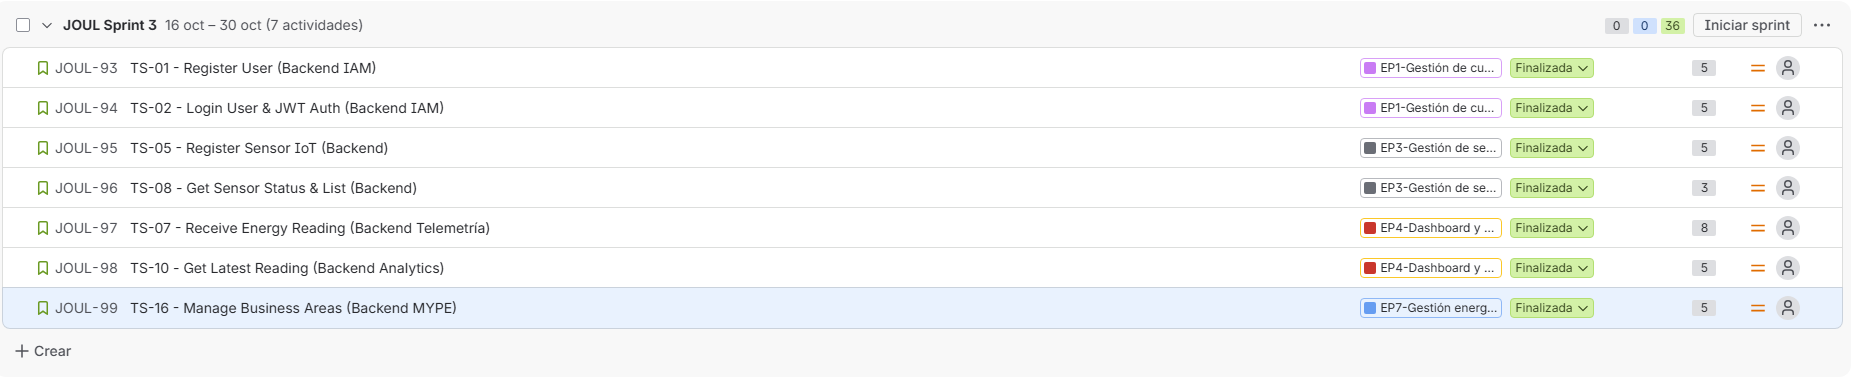 JOUL Sprint 3 16 oct – 30 oct (7 actividades) 0 0 36 Iniciar sprint
JOUL-93 TS-01 - Register User (Backend IAM) EP1-Gestión de cu... Finalizada 5
JOUL-94 TS-02 - Login User & JWT Auth (Backend IAM) EP1-Gestión de cu... Finalizada 5
JOUL-95 TS-05 - Register Sensor IoT (Backend) EP3-Gestión de se... Finalizada 5
JOUL-96 TS-08 - Get Sensor Status & List (Backend) EP3-Gestión de se... Finalizada 3
JOUL-97 TS-07 - Receive Energy Reading (Backend Telemetría) EP4-Dashboard y ... Finalizada 8
JOUL-98 TS-10 - Get Latest Reading (Backend Analytics) EP4-Dashboard y ... Finalizada 5
JOUL-99 TS-16 - Manage Business Areas (Backend MYPE) EP7-Gestión energ... Finalizada 5
Crear